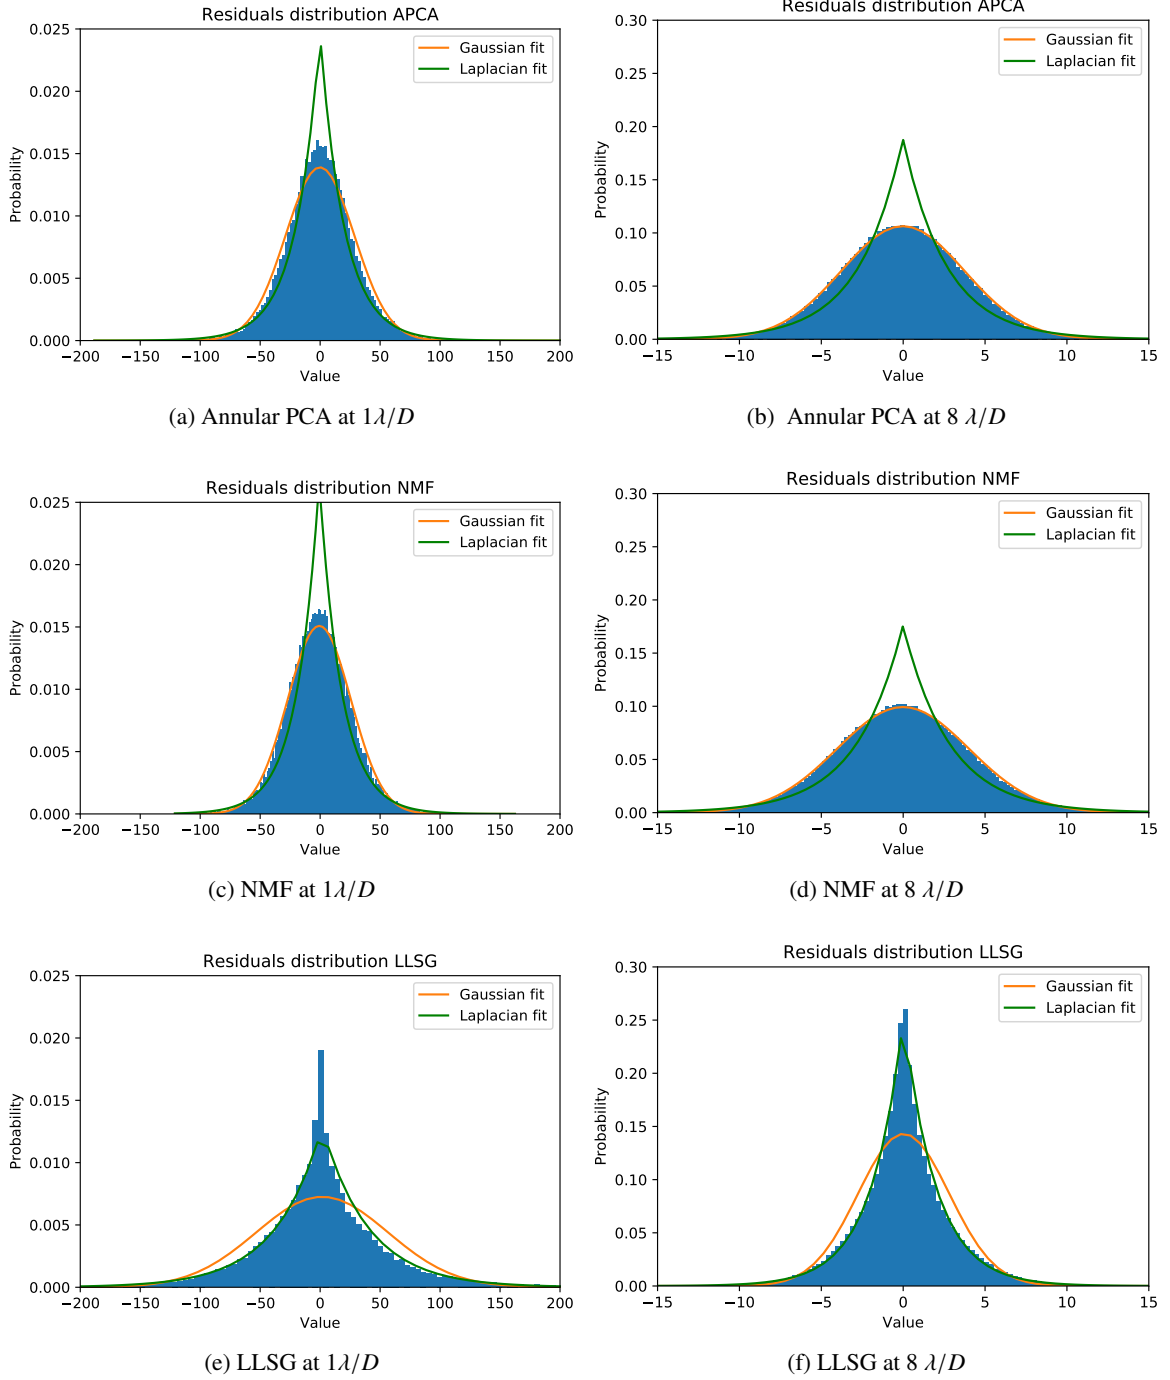 Residuals distribution APCA
0.025
0.020
0.015
0.010
0.005
0.000
Probability
Gaussian fit
Laplacian fit
−200 −150 −100 −50 0 50 100 150 200
Value
(a) Annular PCA at 1λ/D
Residuals distribution APCA
0.30
0.25
0.20
0.15
0.10
0.05
0.00
Probability
Gaussian fit
Laplacian fit
−15 −10 −5 0 5 10 15
Value
(b) Annular PCA at 8 λ/D
Residuals distribution NMF
0.025
0.020
0.015
0.010
0.005
0.000
Probability
Gaussian fit
Laplacian fit
−200 −150 −100 −50 0 50 100 150 200
Value
(c) NMF at 1λ/D
Residuals distribution NMF
0.30
0.25
0.20
0.15
0.10
0.05
0.00
Probability
Gaussian fit
Laplacian fit
−15 −10 −5 0 5 10 15
Value
(d) NMF at 8 λ/D
Residuals distribution LLSG
0.025
0.020
0.015
0.010
0.005
0.000
Probability
Gaussian fit
Laplacian fit
−200 −150 −100 −50 0 50 100 150 200
Value
(e) LLSG at 1λ/D
Residuals distribution LLSG
0.30
0.25
0.20
0.15
0.10
0.05
0.00
Probability
Gaussian fit
Laplacian fit
−15 −10 −5 0 5 10 15
Value
(f) LLSG at 8 λ/D